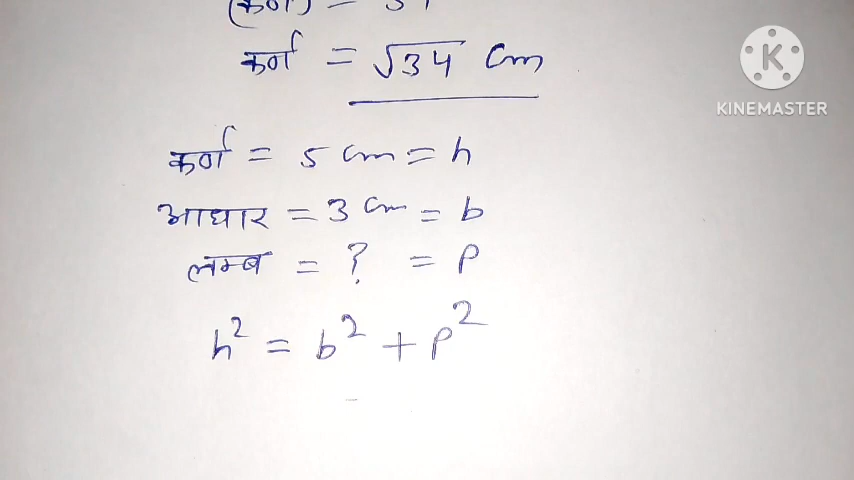 कर्ण = √34 cm
KINEMASTER
कर्ण = 5 cm = h
आधार = 3 cm = b
लम्ब = ? = P
h² = b² + P²